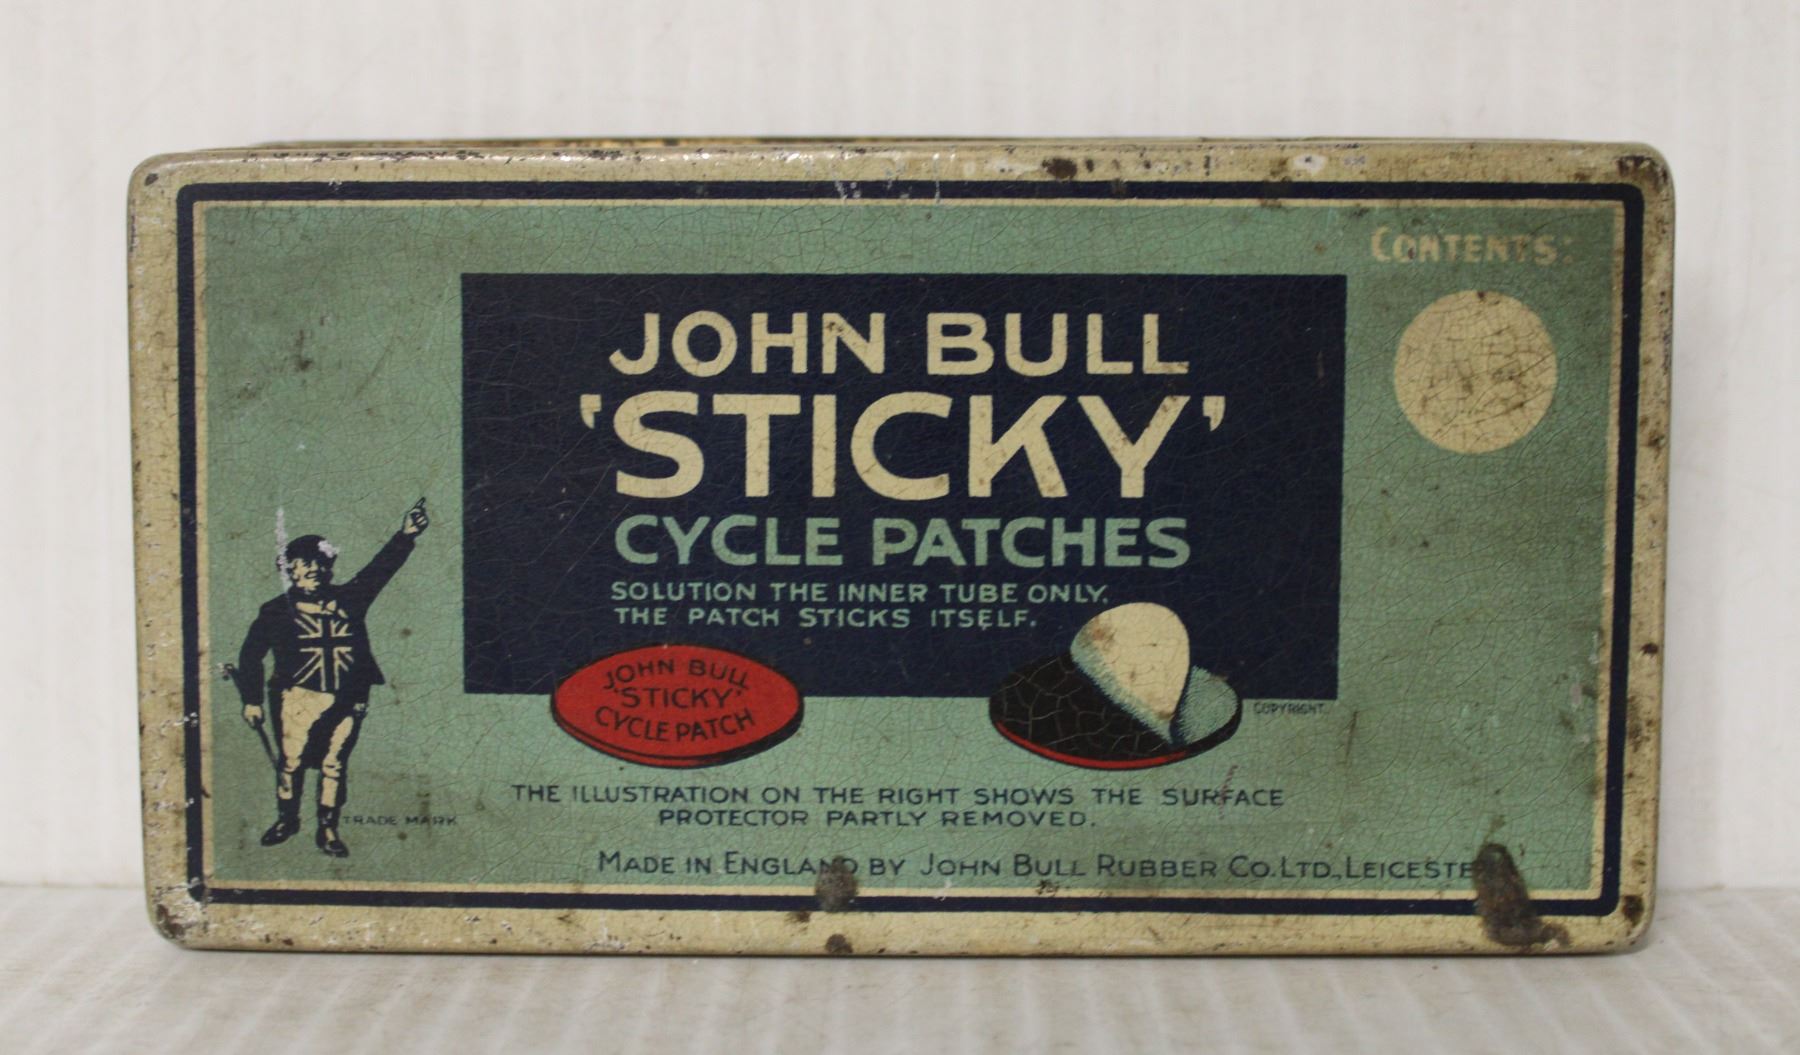 CONTENTS:
JOHN BULL
'STICKY'
CYCLE PATCHES
SOLUTION THE INNER TUBE ONLY.
THE PATCH STICKS ITSELF.
JOHN BULL
'STICKY'
CYCLE PATCH
COPYRIGHT.
THE ILLUSTRATION ON THE RIGHT SHOWS THE SURFACE
PROTECTOR PARTLY REMOVED.
TRADE MARK
MADE IN ENGLAND BY JOHN BULL RUBBER CO. LTD., LEICESTER